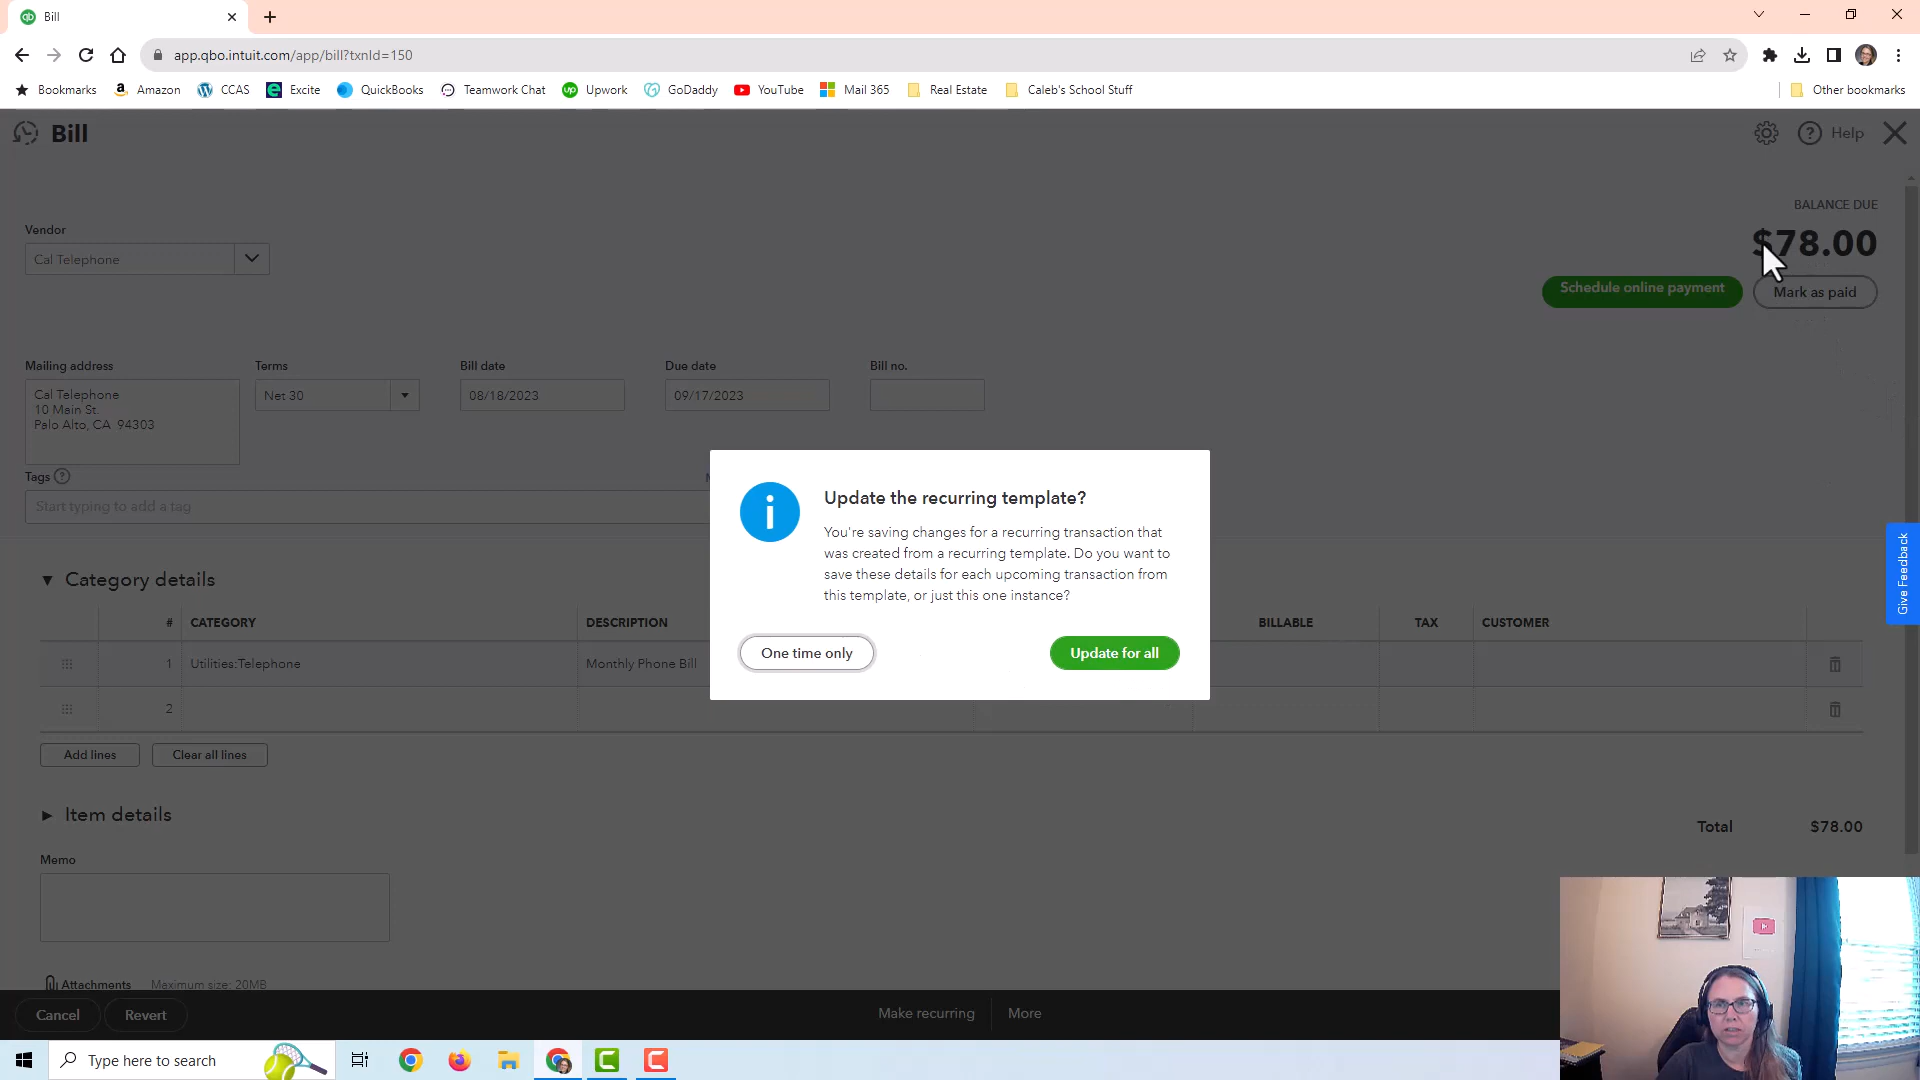 Bill
app.qbo.intuit.com/app/bill?txnId=150
Bookmarks
Amazon
CCAS
Excite
QuickBooks
Teamwork Chat
Upwork
GoDaddy
YouTube
Mail 365
Real Estate
Caleb's School Stuff
Other bookmarks
Bill
Help
BALANCE DUE
$78.00
Vendor
Cal Telephone
Schedule online payment
Mark as paid
Mailing address
Terms
Bill date
Due date
Bill no.
Cal Telephone
10 Main St.
Palo Alto, CA 94303
Net 30
08/18/2023
09/17/2023
Tags
Start typing to add a tag
Update the recurring template?
You're saving changes for a recurring transaction that
was created from a recurring template. Do you want to
save these details for each upcoming transaction from
this template, or just this one instance?
One time only
Update for all
Give Feedback
Category details
# CATEGORY DESCRIPTION BILLABLE TAX CUSTOMER
1 Utilities:Telephone Monthly Phone Bill
2
Add lines
Clear all lines
Item details
Total $78.00
Memo
Attachments Maximum size: 20MB
Cancel
Revert
Make recurring
More
Type here to search